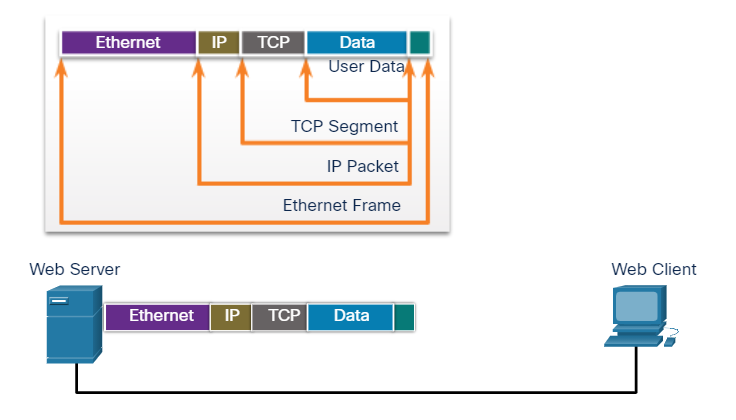 Ethernet IP TCP Data
User Data
TCP Segment
IP Packet
Ethernet Frame
Web Server
Web Client
Ethernet IP TCP Data